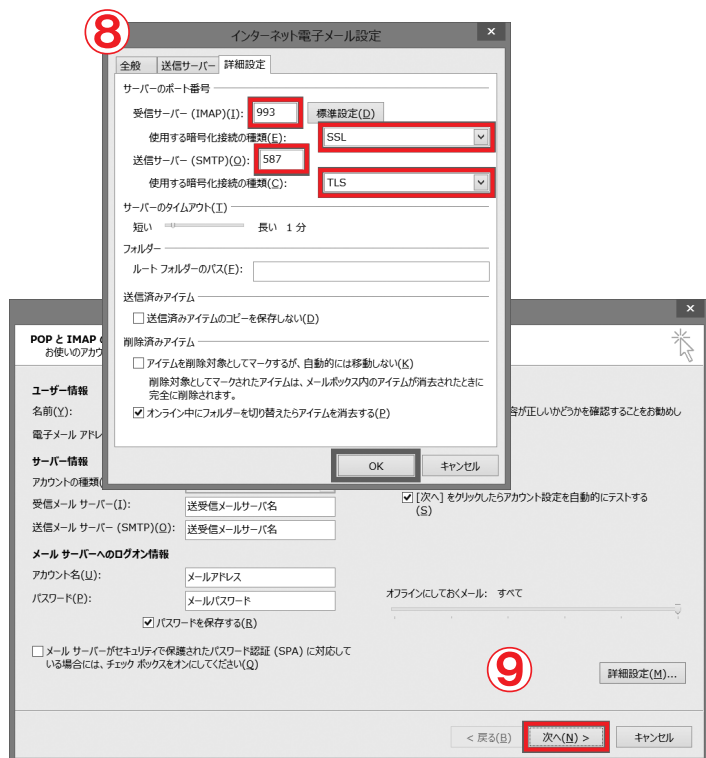 ⑧
インターネット電子メール設定
×
全般 送信サーバー 詳細設定
サーバーのポート番号
受信サーバー (IMAP)(I): 993 標準設定(D)
使用する暗号化接続の種類(E): SSL
送信サーバー (SMTP)(O): 587
使用する暗号化接続の種類(C): TLS
サーバーのタイムアウト(T)
短い 長い 1 分
フォルダー
ルート フォルダーのパス(F):
送信済みアイテム
送信済みアイテムのコピーを保存しない(D)
削除済みアイテム
アイテムを削除対象としてマークするが、自動的には移動しない(K)
削除対象としてマークされたアイテムは、メールボックス内のアイテムが消去されたときに
完全に削除されます。
オンライン中にフォルダーを切り替えたらアイテムを消去する(P)
OK キャンセル
×
POP と IMAP
お使いのアカウ
ユーザー情報
名前(Y):
容が正しいかどうかを確認することをお勧めし
電子メール アドレ
サーバー情報
アカウントの種類(
受信メール サーバー(I): 送受信メールサーバ名
[次へ] をクリックしたらアカウント設定を自動的にテストする
(S)
送信メール サーバー (SMTP)(O): 送受信メールサーバ名
メール サーバーへのログオン情報
アカウント名(U): メールアドレス
パスワード(P): メールパスワード
オフラインにしておくメール: すべて
パスワードを保存する(R)
メール サーバーがセキュリティで保護されたパスワード認証 (SPA) に対応して
いる場合には、チェック ボックスをオンにしてください(Q)
⑨
詳細設定(M)...
< 戻る(B) 次へ(N) > キャンセル